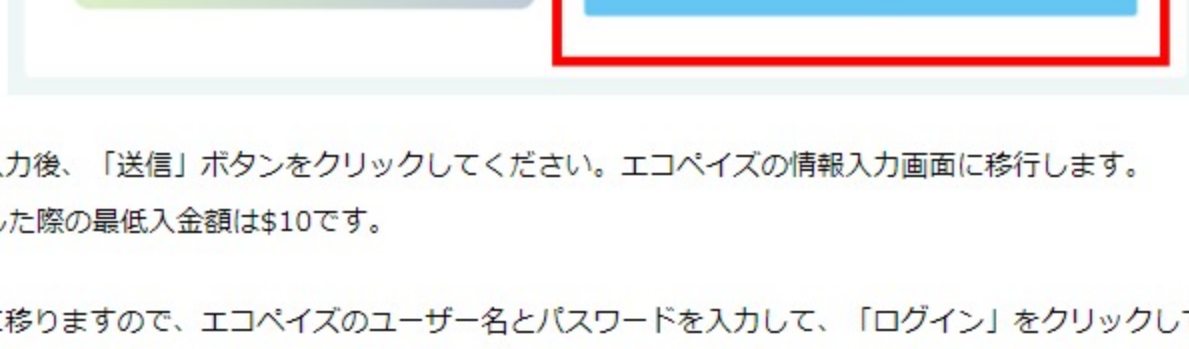 力後、「送信」ボタンをクリックしてください。エコペイズの情報入力画面に移行します。
した際の最低入金額は$10です。
に移りますので、エコペイズのユーザー名とパスワードを入力して、「ログイン」をクリックして